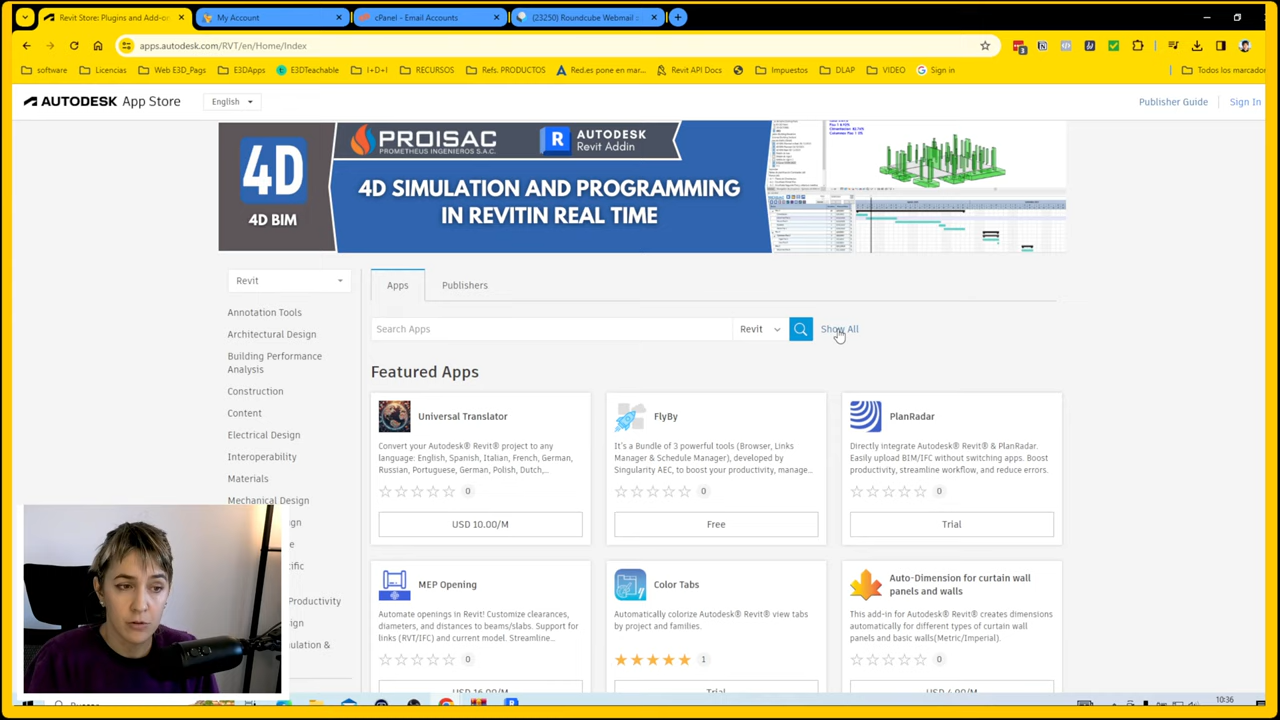 Revit Store: Plugins and Add-o
My Account
cPanel - Email Accounts
(23250) Roundcube Webmail ::
apps.autodesk.com/RVT/en/Home/Index
software
Licencias
Web E3D_Pags
E3DApps
E3DTeachable
I+D+I
RECURSOS
Refs. PRODUCTOS
Red.es pone en mar...
Revit API Docs
Impuestos
DLAP
VIDEO
Sign in
Todos los marcador
AUTODESK App Store
English
Publisher Guide
Sign In
4D
4D BIM
PROISAC
PROMETHEUS INGENIEROS S.A.C.
R
AUTODESK
Revit Addin
4D SIMULATION AND PROGRAMMING
IN REVITIN REAL TIME
Revit
Apps
Publishers
Search Apps
Revit
Show All
Annotation Tools
Architectural Design
Building Performance
Analysis
Construction
Content
Electrical Design
Interoperability
Materials
Mechanical Design
Featured Apps
Universal Translator
Convert your Autodesk® Revit® project to any
language: English, Spanish, Italian, French, German,
Russian, Portuguese, German, Polish, Dutch,...
0
USD 10.00/M
FlyBy
It's a Bundle of 3 powerful tools (Browser, Links
Manager & Schedule Manager), developed by
Singularity AEC, to boost your productivity, manage...
0
Free
PlanRadar
Directly integrate Autodesk® Revit® & PlanRadar.
Easily upload BIM/IFC without switching apps. Boost
productivity, streamline workflow, and reduce errors.
0
Trial
MEP Opening
Automate openings in Revit! Customize clearances,
diameters, and distances to beams/slabs. Support for
links (RVT/IFC) and current model. Streamline...
0
USD 16.00/M
Color Tabs
Automatically colorize Autodesk® Revit® view tabs
by project and families.
1
Trial
Auto-Dimension for curtain wall
panels and walls
This add-in for Autodesk® Revit® creates dimensions
automatically for different types of curtain wall
panels and basic walls(Metric/Imperial).
0
Productivity
10:36